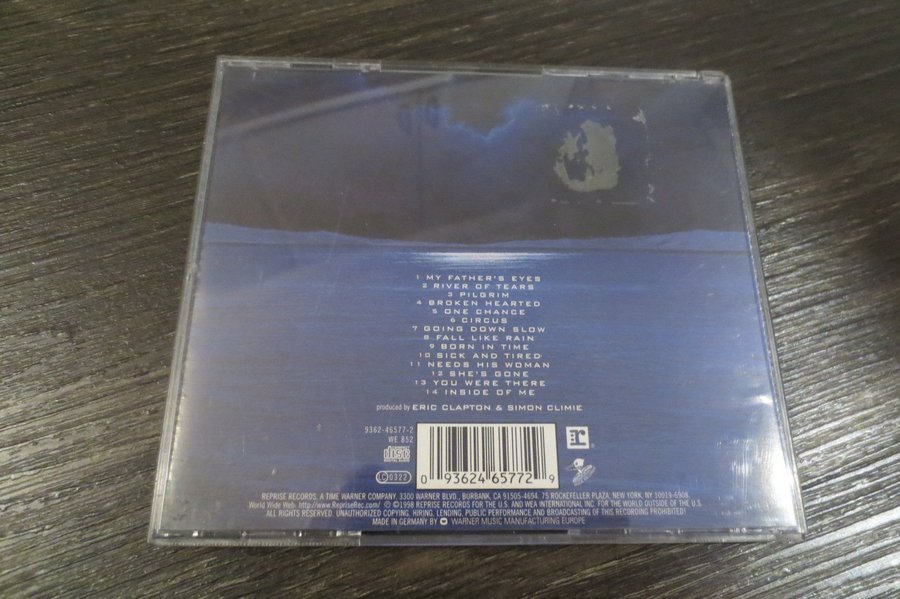 1 MY FATHER'S EYES
2 RIVER OF TEARS
3 PILGRIM
4 BROKEN HEARTED
5 ONE CHANCE
6 CIRCUS
7 GOING DOWN SLOW
8 FALL LIKE RAIN
9 BORN IN TIME
10 SICK AND TIRED
11 NEEDS HIS WOMAN
12 SHE'S GONE
13 YOU WERE THERE
14 INSIDE OF ME
produced by ERIC CLAPTON & SIMON CLIMIE
9362-46577-2
WE 852
disc
DIGITAL AUDIO
LC 0322
0 93624 65772 9
r
REPRISE RECORDS, A TIME WARNER COMPANY, 3300 WARNER BLVD., BURBANK, CA 91505-4694. 75 ROCKEFELLER PLAZA, NEW YORK, NY 10019-6908.
World Wide Web: http://www.RepriseRec.com/ ℗ ©1998 REPRISE RECORDS FOR THE U.S. AND WEA INTERNATIONAL INC. FOR THE WORLD OUTSIDE OF THE U.S.
ALL RIGHTS RESERVED. UNAUTHORIZED COPYING, HIRING, LENDING, PUBLIC PERFORMANCE AND BROADCASTING OF THIS RECORDING PROHIBITED!
MADE IN GERMANY BY WARNER MUSIC MANUFACTURING EUROPE